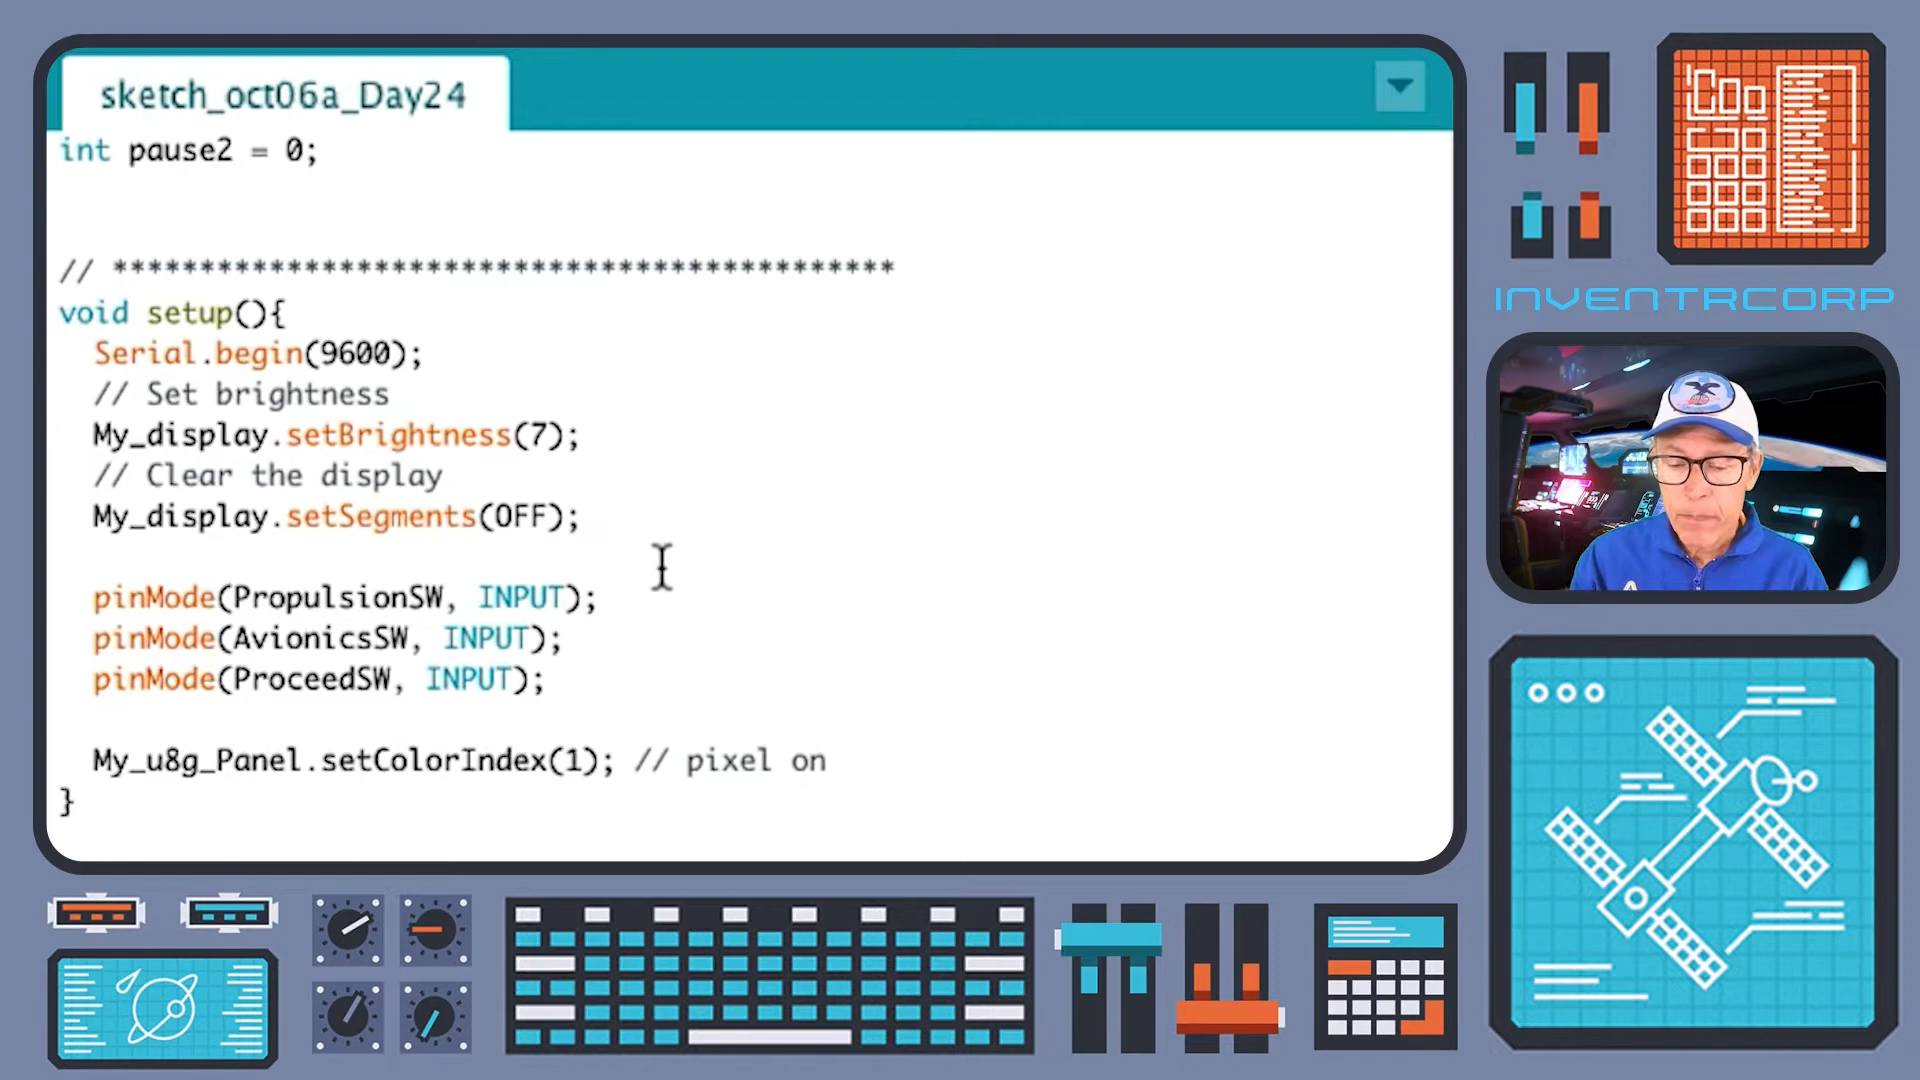 sketch_oct06a_Day24
int pause2 = 0;
// *********************************************
void setup(){
Serial.begin(9600);
// Set brightness
My_display.setBrightness(7);
// Clear the display
My_display.setSegments(OFF);
pinMode(PropulsionSW, INPUT);
pinMode(AvionicsSW, INPUT);
pinMode(ProceedSW, INPUT);
My_u8g_Panel.setColorIndex(1); // pixel on
}
INVENTRCORP